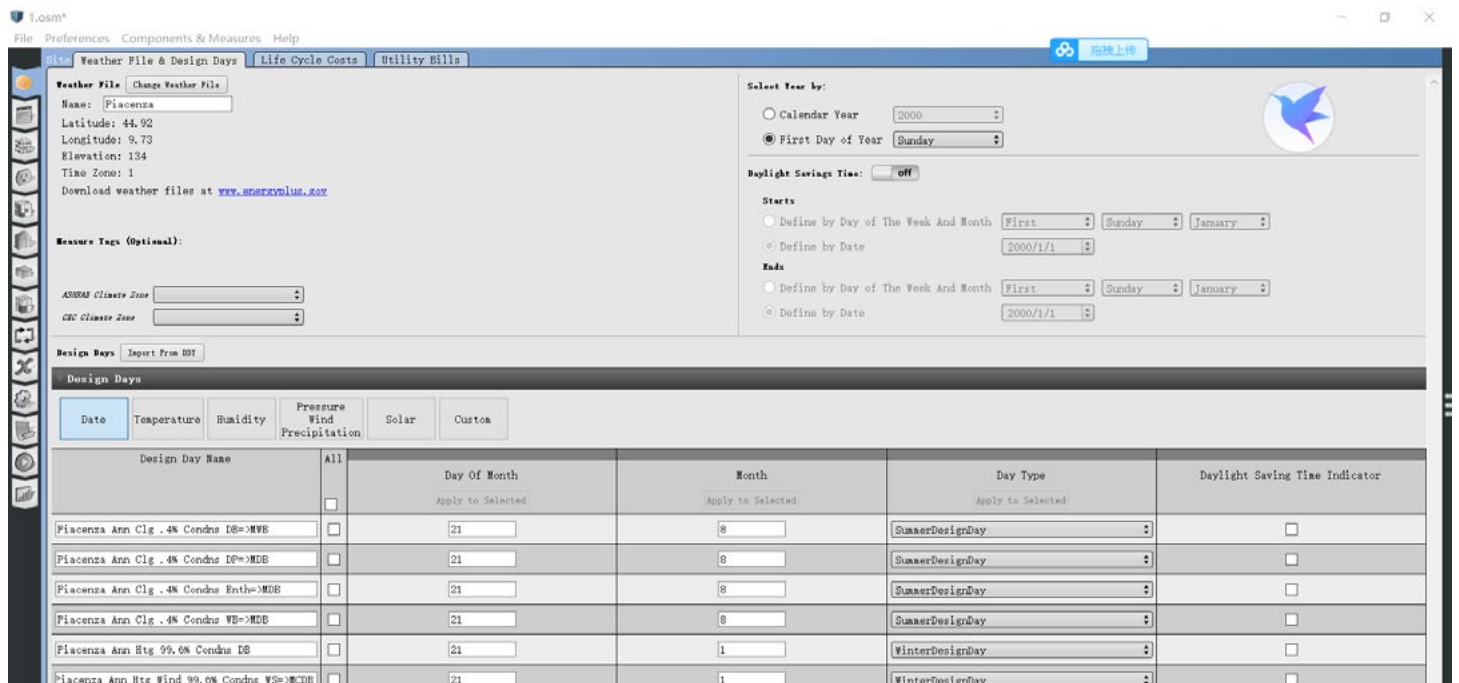 1.osm*
File Preferences Components & Measures Help
拖拽上传
Site Weather File & Design Days Life Cycle Costs Utility Bills
Weather File Change Weather File
Name: Piacenza
Latitude: 44.92
Longitude: 9.73
Elevation: 134
Time Zone: 1
Download weather files at www.energyplus.gov
Measure Tags (Optional):
ASHRAE Climate Zone
CEC Climate Zone
Select Year by:
Calendar Year 2000
First Day of Year Sunday
Daylight Savings Time: off
Starts
Define by Day of The Week And Month First Sunday January
Define by Date 2000/1/1
Ends
Define by Day of The Week And Month First Sunday January
Define by Date 2000/1/1
Design Days Import From DDY
Design Days
Date Temperature Humidity Pressure Wind Precipitation Solar Custom
Design Day Name All Day Of Month Month Day Type Daylight Saving Time Indicator
Apply to Selected Apply to Selected Apply to Selected
Piacenza Ann Clg .4% Condns DB=>MWB 21 8 SummerDesignDay
Piacenza Ann Clg .4% Condns DP=>MDB 21 8 SummerDesignDay
Piacenza Ann Clg .4% Condns Enth=>MDB 21 8 SummerDesignDay
Piacenza Ann Clg .4% Condns WB=>MDB 21 8 SummerDesignDay
Piacenza Ann Htg 99.6% Condns DB 21 1 WinterDesignDay
Piacenza Ann Htg Wind 99.6% Condns WS=>MCDB 21 1 WinterDesignDay